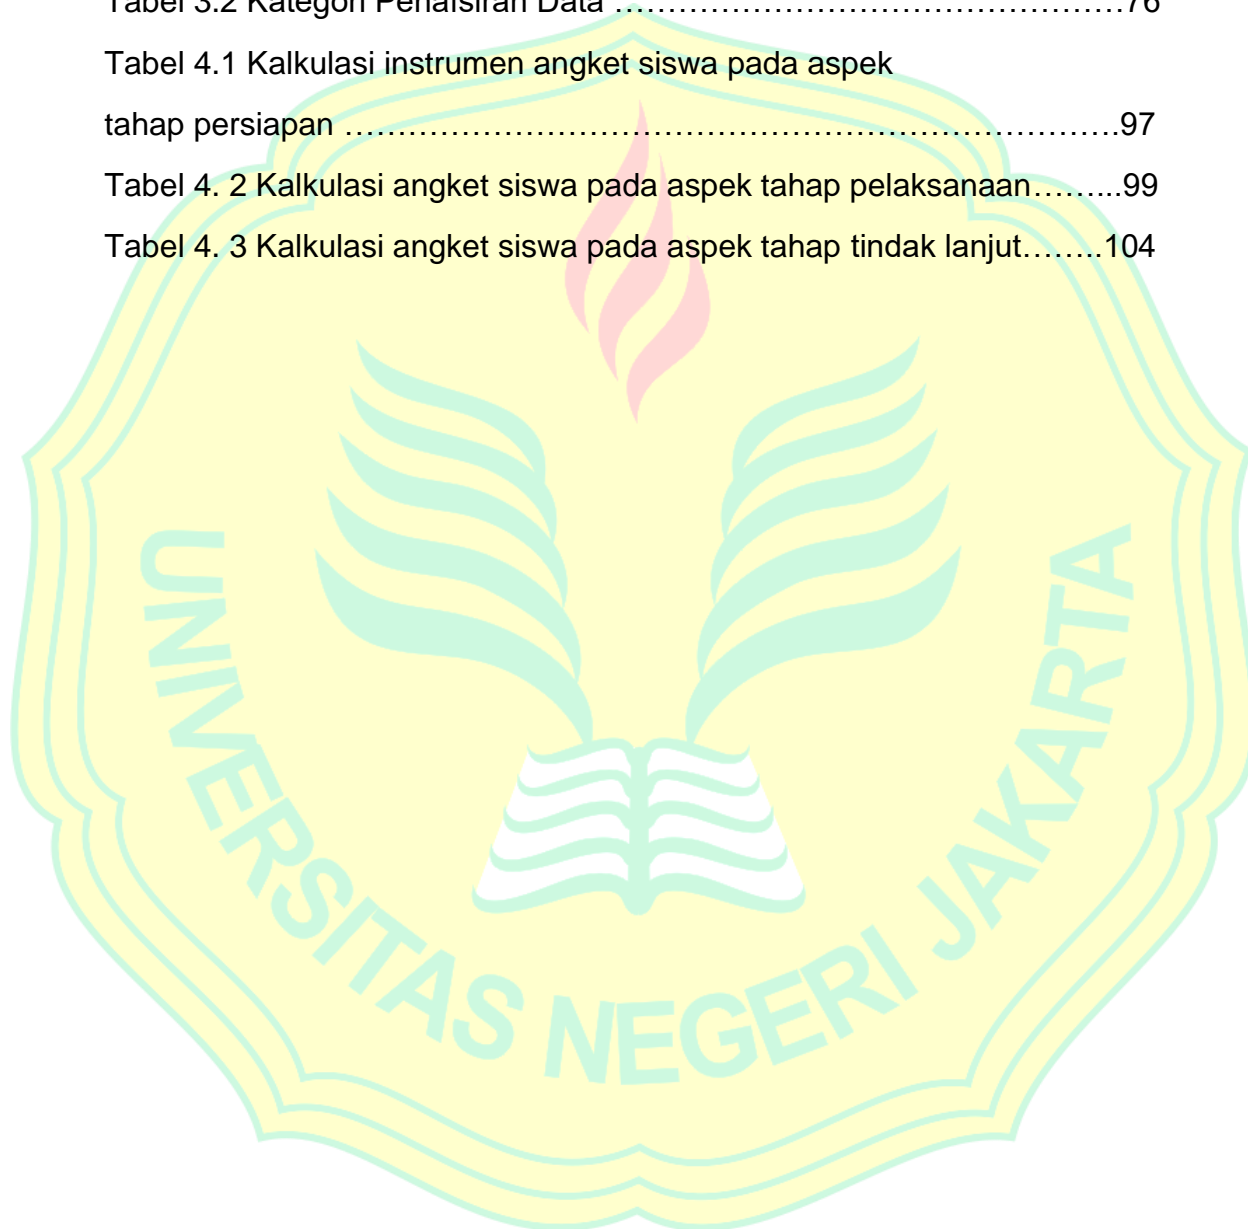 Tabel 3.2 Kategori Penafsiran Data ……………………………………….76
Tabel 4.1 Kalkulasi instrumen angket siswa pada aspek
tahap persiapan …………………………………………………………….97
Tabel 4. 2 Kalkulasi angket siswa pada aspek tahap pelaksanaan……...99
Tabel 4. 3 Kalkulasi angket siswa pada aspek tahap tindak lanjut……..104
UNIVERSITAS NEGERI JAKARTA